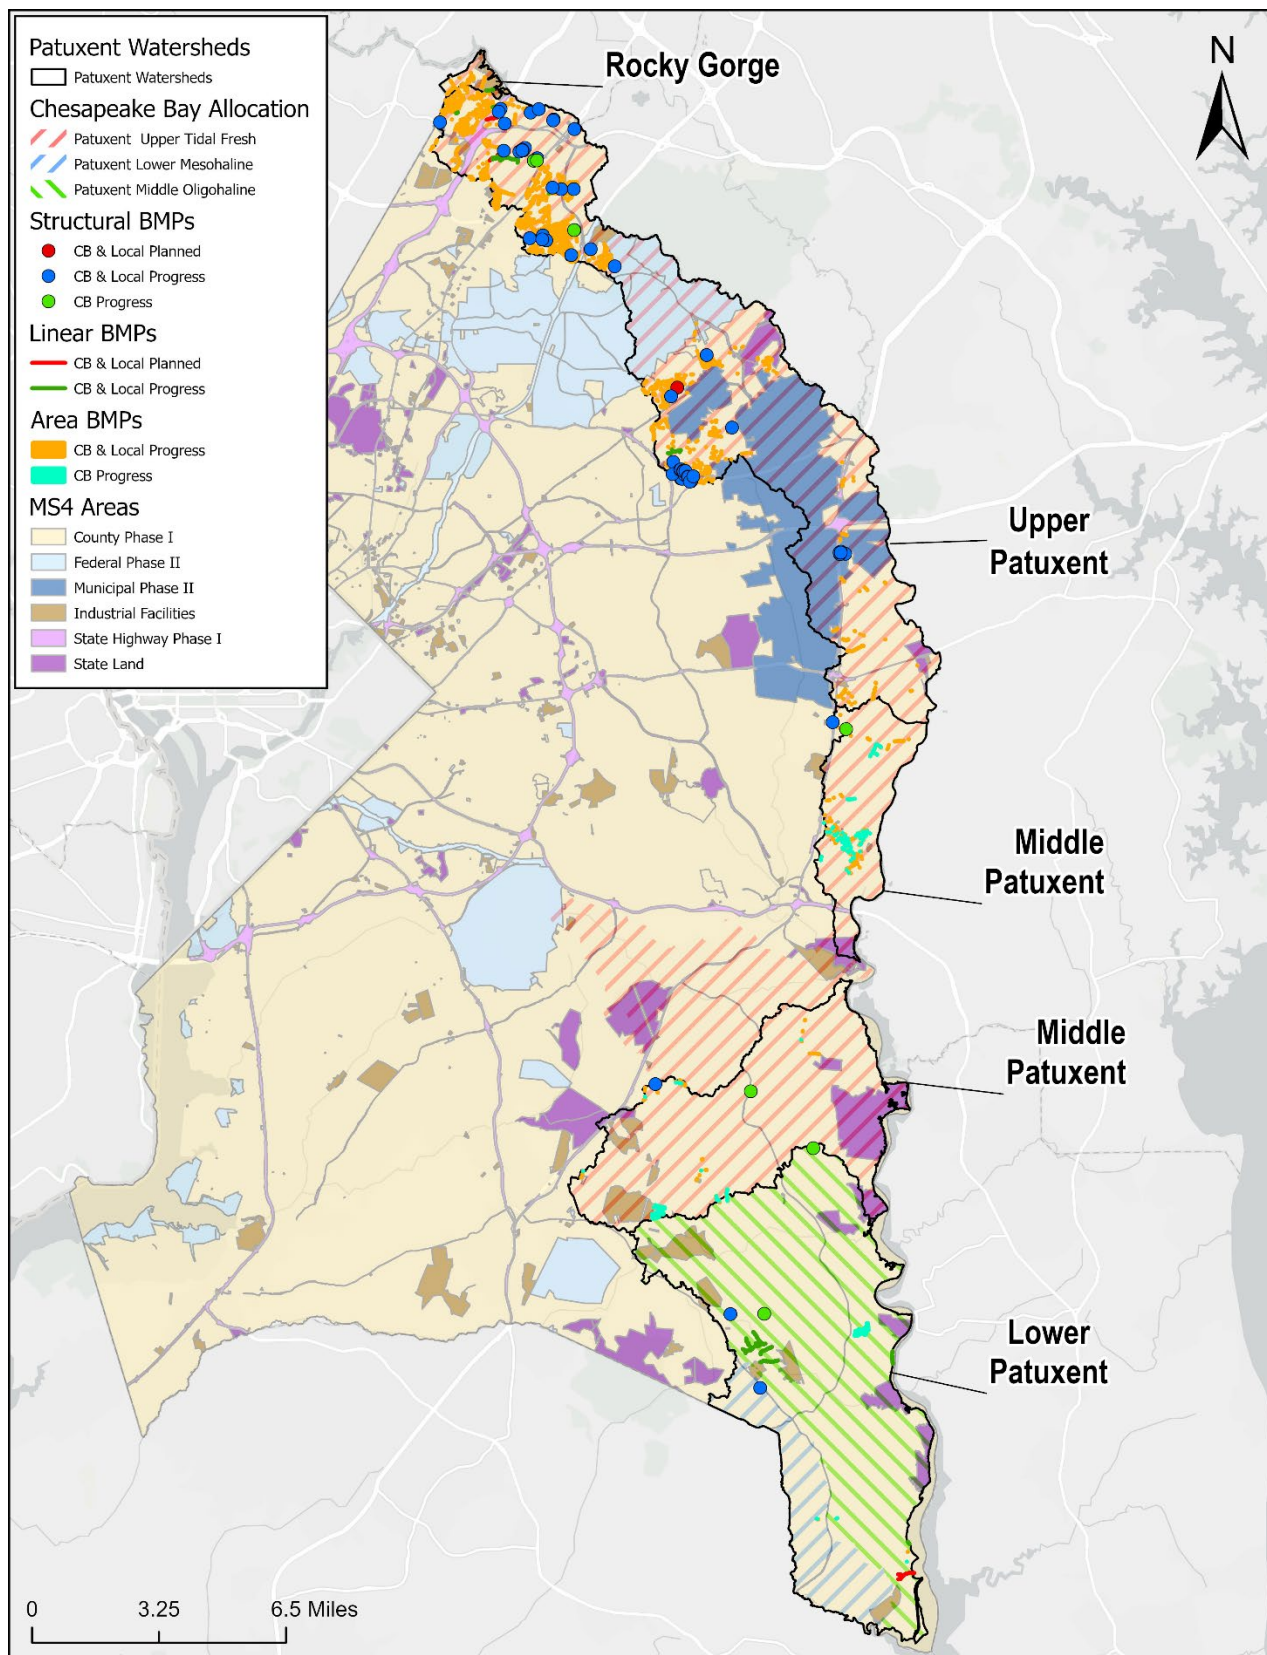 Patuxent Watersheds
Patuxent Watersheds
Chesapeake Bay Allocation
Patuxent Upper Tidal Fresh
Patuxent Lower Mesohaline
Patuxent Middle Oligohaline
Structural BMPs
CB & Local Planned
CB & Local Progress
CB Progress
Linear BMPs
CB & Local Planned
CB & Local Progress
Area BMPs
CB & Local Progress
CB Progress
MS4 Areas
County Phase I
Federal Phase II
Municipal Phase II
Industrial Facilities
State Highway Phase I
State Land
N
Rocky Gorge
Upper
Patuxent
Middle
Patuxent
Middle
Patuxent
Lower
Patuxent
0 3.25 6.5 Miles